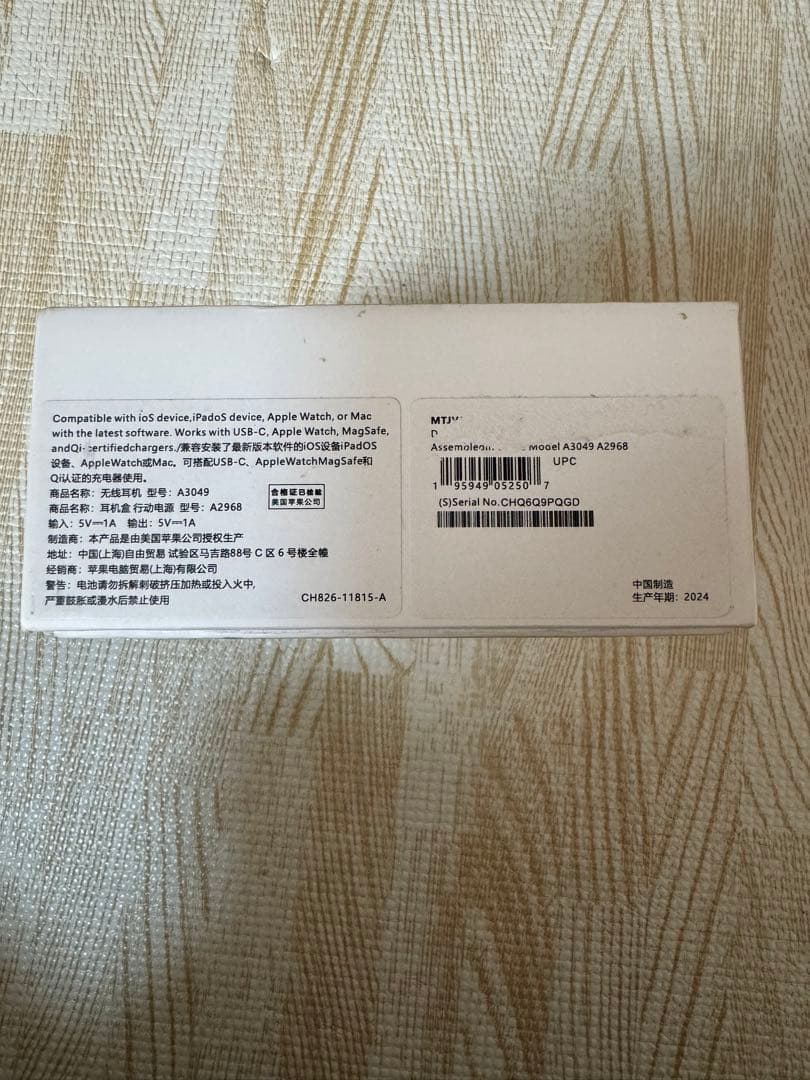 Compatible with ioS device,iPadoS device, Apple Watch, or Mac
with the latest software. Works with USB-C, Apple Watch, MagSafe,
andQi-certifiedchargers./兼容安装了最新版本软件的iOS设备iPadOS
设备、AppleWatch或Mac。可搭配USB-C、AppleWatchMagSafe和
Qi认证的充电器使用。
商品名称：无线耳机 型号：A3049
商品名称：耳机盒 行动电源 型号：A2968
输入：5V⎓1A 输出：5V⎓1A
合格证已检验
美国苹果公司
制造商：本产品是由美国苹果公司授权生产
地址：中国(上海)自由贸易 试验区马吉路88号 C 区 6 号楼全幢
经销商：苹果电脑贸易(上海)有限公司
警告：电池请勿拆解刺破挤压加热或投入火中,
严重鼓胀或浸水后禁止使用
CH826-11815-A
MTJV
D
Model A3049 A2968
UPC
1 95949 05250 7
(S)Serial No.CHQ6Q9PQGD
中国制造
生产年期：2024